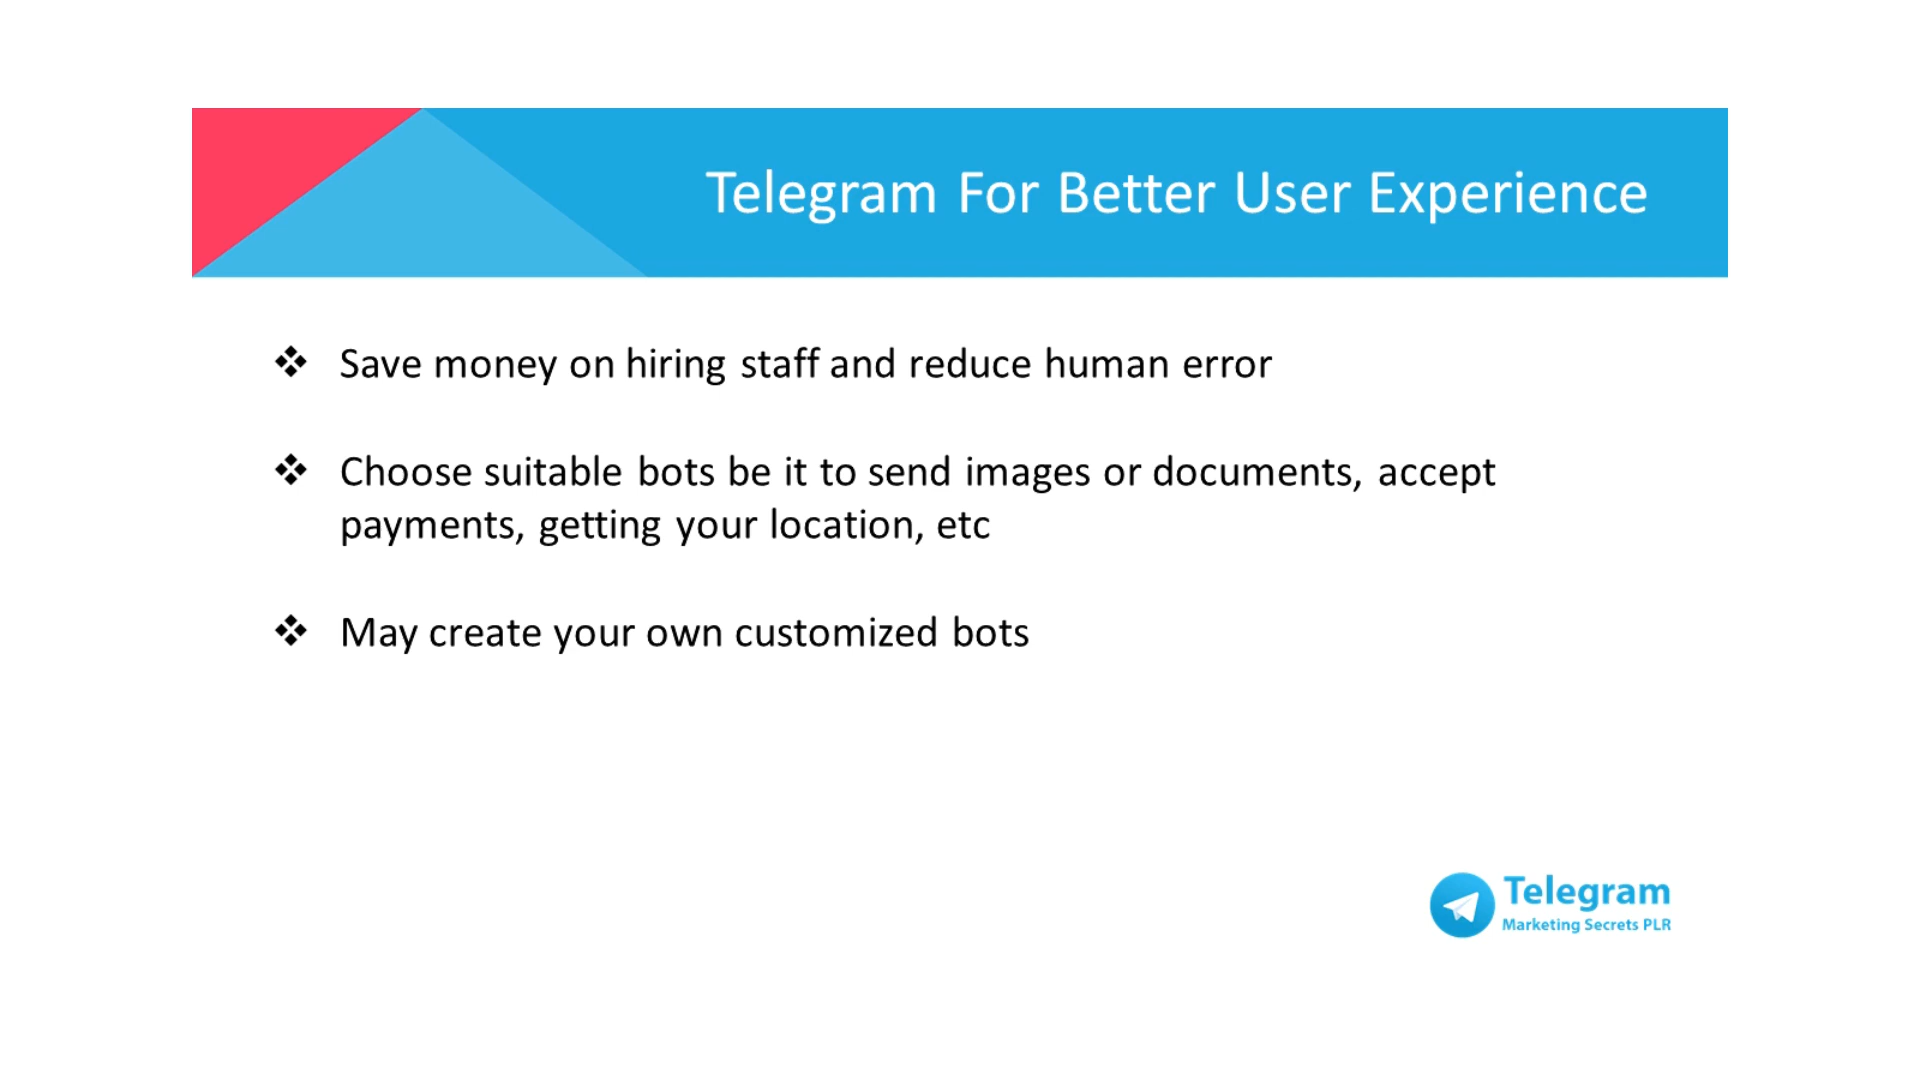 Telegram For Better User Experience
❖ Save money on hiring staff and reduce human error
❖ Choose suitable bots be it to send images or documents, accept
payments, getting your location, etc
❖ May create your own customized bots
Telegram
Marketing Secrets PLR